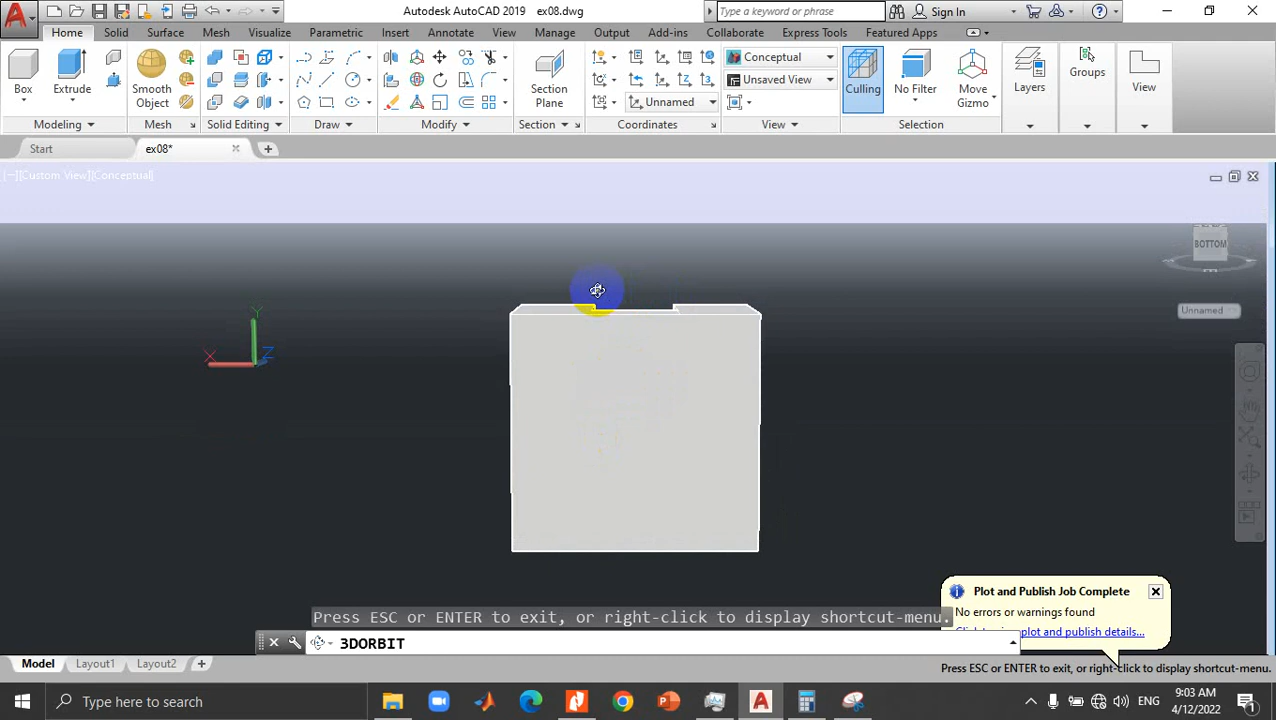 Autodesk AutoCAD 2019 ex08.dwg
Type a keyword or phrase
Sign In
Home Solid Surface Mesh Visualize Parametric Insert Annotate View Manage Output Add-ins Collaborate Express Tools Featured Apps
Box
Extrude
Smooth Object
Section Plane
Unnamed
Conceptual
Unsaved View
Culling
No Filter
Move Gizmo
Groups
Layers
View
Modeling
Mesh
Solid Editing
Draw
Modify
Section
Coordinates
View
Selection
Start
ex08*
[−][Custom View][Conceptual]
BOTTOM
Unnamed
Y
X
Z
Plot and Publish Job Complete
No errors or warnings found
plot and publish details...
Press ESC or ENTER to exit, or right-click to display shortcut-menu.
3DORBIT
Model Layout1 Layout2
Press ESC or ENTER to exit, or right-click to display shortcut-menu.
Type here to search
ENG
9:03 AM
4/12/2022
1